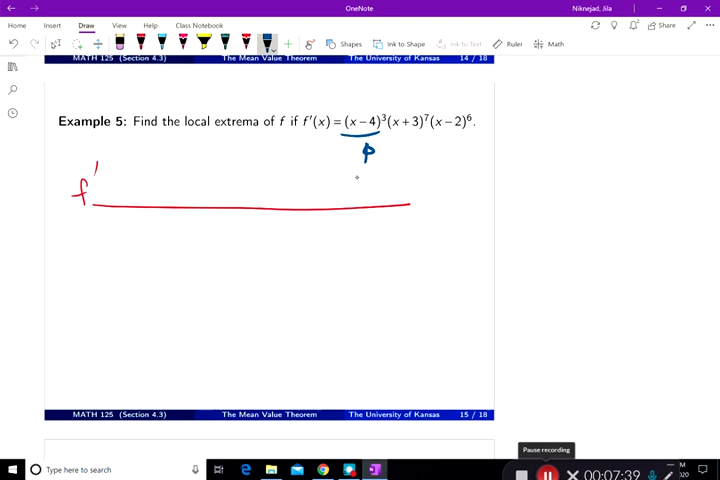 OneNote
Niknejad, Jila
Home Insert Draw View Help Class Notebook
Share
Shapes Ink to Shape Ink to Text Ruler Math
MATH 125 (Section 4.3) The Mean Value Theorem The University of Kansas 14 / 18
Example 5: Find the local extrema of f if f′(x) = (x − 4)³(x + 3)⁷(x − 2)⁶.
f′
MATH 125 (Section 4.3) The Mean Value Theorem The University of Kansas 15 / 18
Pause recording
Type here to search
00:07:39